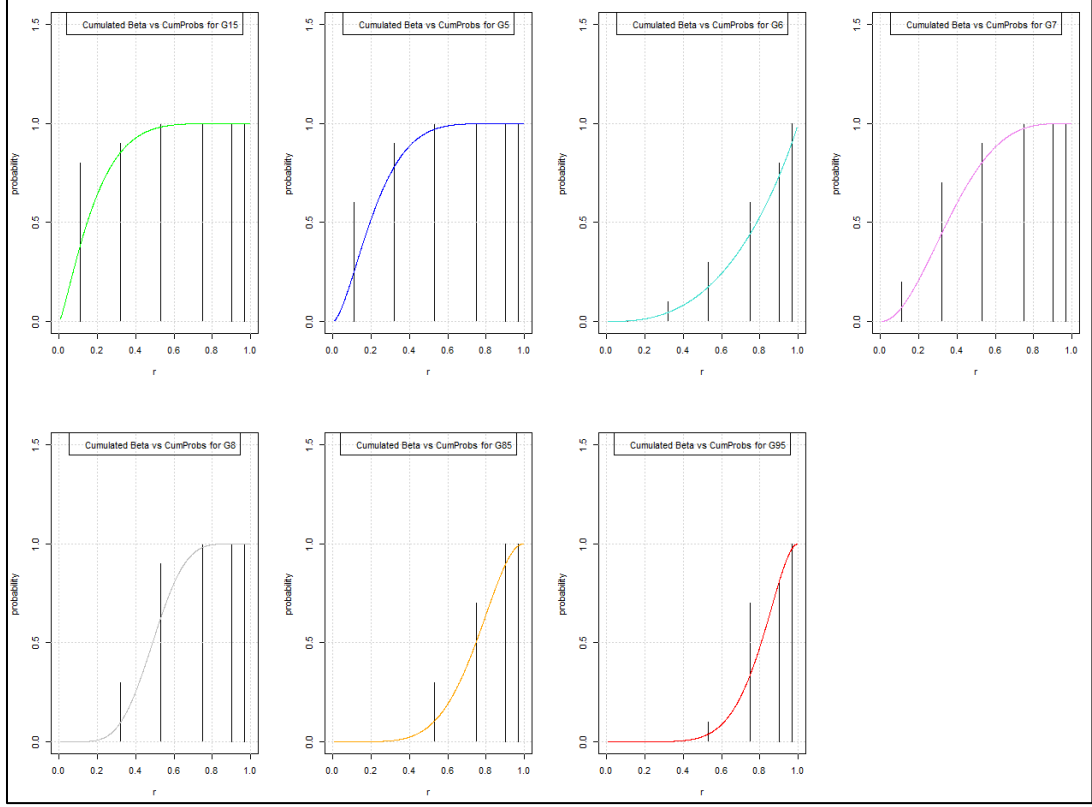 Cumulated Beta vs CumProbs for G15
probability
0.0 0.5 1.0 1.5
0.0 0.2 0.4 0.6 0.8 1.0
r
Cumulated Beta vs CumProbs for G5
probability
0.0 0.5 1.0 1.5
0.0 0.2 0.4 0.6 0.8 1.0
r
Cumulated Beta vs CumProbs for G6
probability
0.0 0.5 1.0 1.5
0.0 0.2 0.4 0.6 0.8 1.0
r
Cumulated Beta vs CumProbs for G7
probability
0.0 0.5 1.0 1.5
0.0 0.2 0.4 0.6 0.8 1.0
r
Cumulated Beta vs CumProbs for G8
probability
0.0 0.5 1.0 1.5
0.0 0.2 0.4 0.6 0.8 1.0
r
Cumulated Beta vs CumProbs for G85
probability
0.0 0.5 1.0 1.5
0.0 0.2 0.4 0.6 0.8 1.0
r
Cumulated Beta vs CumProbs for G95
probability
0.0 0.5 1.0 1.5
0.0 0.2 0.4 0.6 0.8 1.0
r